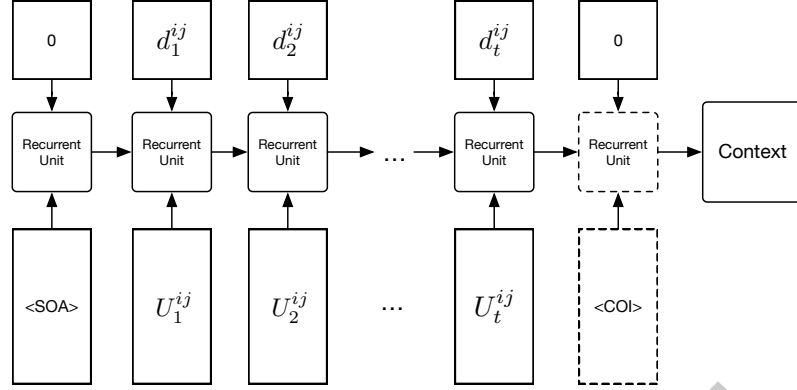 0 $d_1^{ij}$ $d_2^{ij}$ $d_t^{ij}$ 0
Recurrent Recurrent Recurrent ... Recurrent Recurrent Context
Unit Unit Unit Unit Unit
<SOA> $U_1^{ij}$ $U_2^{ij}$ ... $U_t^{ij}$ <COI>